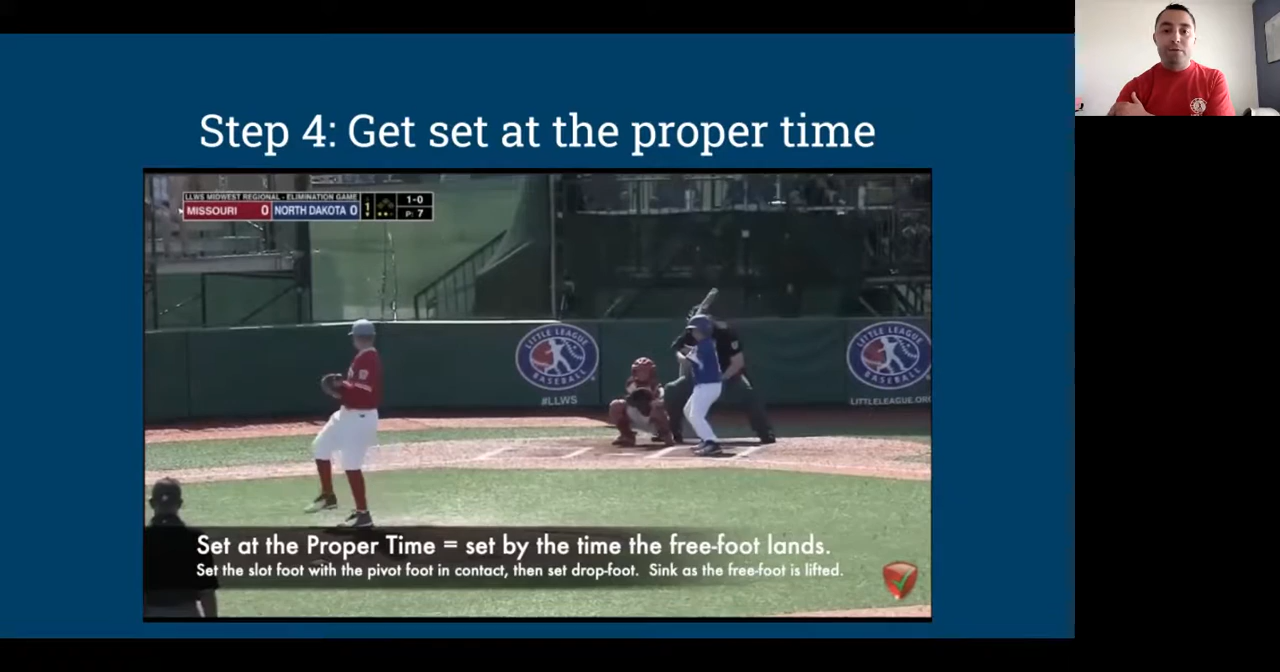 Step 4: Get set at the proper time
LLWS MIDWEST REGIONAL - ELIMINATION GAME
MISSOURI 0 NORTH DAKOTA 0
1
1-0
P: 7
LITTLE LEAGUE
BASEBALL
#LLWS
LITTLE LEAGUE
BASEBALL
LITTLELEAGUE.ORG
Set at the Proper Time = set by the time the free-foot lands.
Set the slot foot with the pivot foot in contact, then set drop-foot. Sink as the free-foot is lifted.